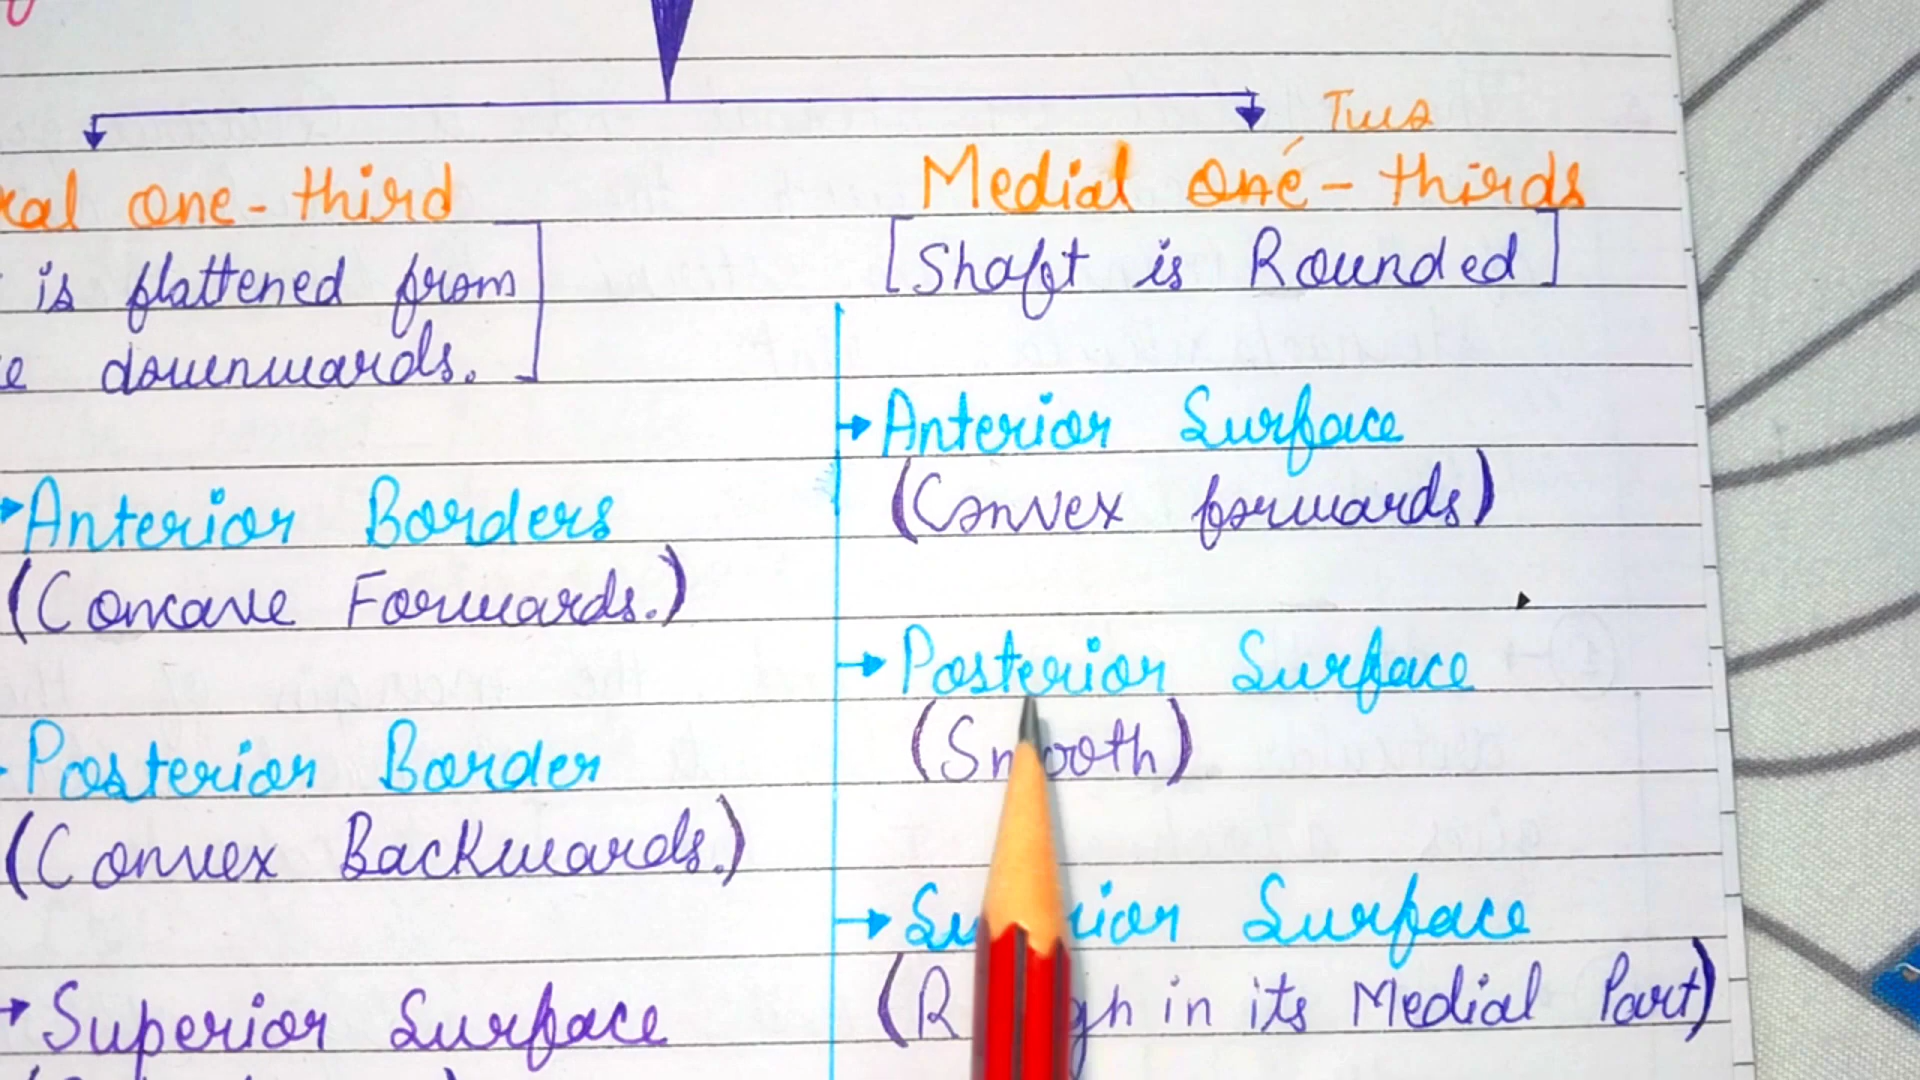 Two
one-third
Medial one-thirds
is flattened from
downwards.
[Shaft is Rounded]
Anterior Borders
(Concave Forwards.)
Posterior Border
(Convex Backwards.)
Superior Surface
Anterior Surface
(Convex forwards)
Posterior Surface
(Smooth)
Surface
in its Medial Part)